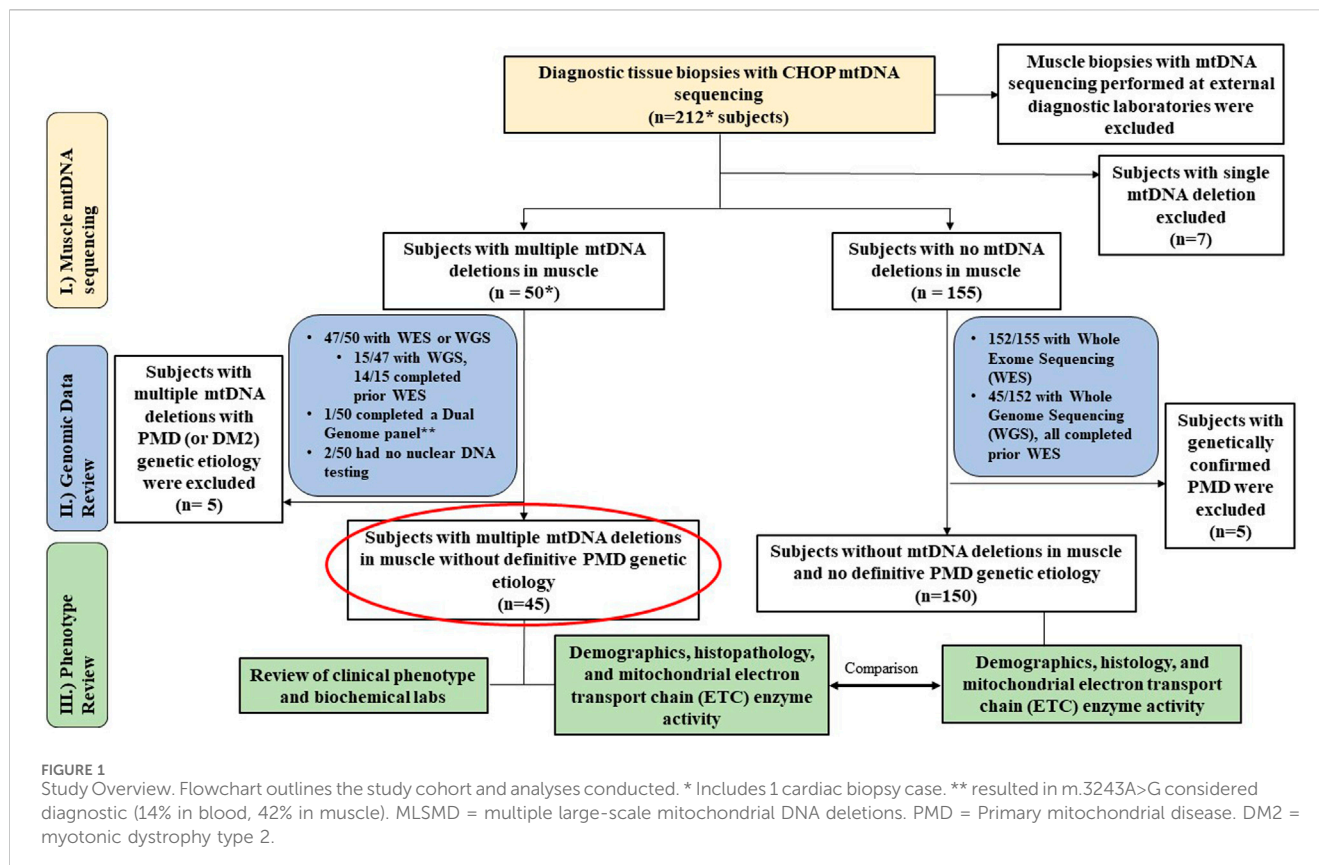 Diagnostic tissue biopsies with CHOP mtDNA
sequencing
(n=212* subjects)
Muscle biopsies with mtDNA
sequencing performed at external
diagnostic laboratories were
excluded
I.) Muscle mtDNA
sequencing
Subjects with single
mtDNA deletion
excluded
(n=7)
Subjects with multiple mtDNA
deletions in muscle
(n = 50*)
Subjects with no mtDNA
deletions in muscle
(n = 155)
II.) Genomic Data
Review
Subjects with
multiple mtDNA
deletions with
PMD (or DM2)
genetic etiology
were excluded
(n= 5)
• 47/50 with WES or WGS
• 15/47 with WGS,
14/15 completed
prior WES
• 1/50 completed a Dual
Genome panel**
• 2/50 had no nuclear DNA
testing
• 152/155 with Whole
Exome Sequencing
(WES)
• 45/152 with Whole
Genome Sequencing
(WGS), all completed
prior WES
Subjects with
genetically
confirmed
PMD were
excluded
(n=5)
Subjects with multiple mtDNA deletions
in muscle without definitive PMD genetic
etiology
(n=45)
Subjects without mtDNA deletions in muscle
and no definitive PMD genetic etiology
(n=150)
III.) Phenotype
Review
Review of clinical phenotype
and biochemical labs
Demographics, histopathology,
and mitochondrial electron
transport chain (ETC) enzyme
activity
Comparison
Demographics, histology, and
mitochondrial electron transport
chain (ETC) enzyme activity
FIGURE 1
Study Overview. Flowchart outlines the study cohort and analyses conducted. * Includes 1 cardiac biopsy case. ** resulted in m.3243A>G considered
diagnostic (14% in blood, 42% in muscle). MLSMD = multiple large-scale mitochondrial DNA deletions. PMD = Primary mitochondrial disease. DM2 =
myotonic dystrophy type 2.